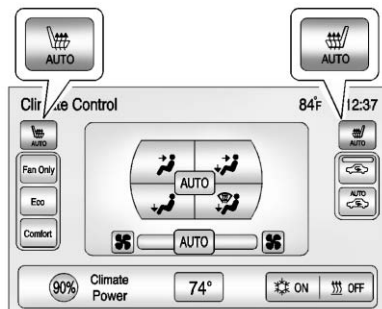 AUTO
AUTO
Climate Control 84°F 12:37
AUTO
AUTO
Fan Only
Eco
Comfort
AUTO
AUTO
AUTO
90% Climate Power 74° ON OFF